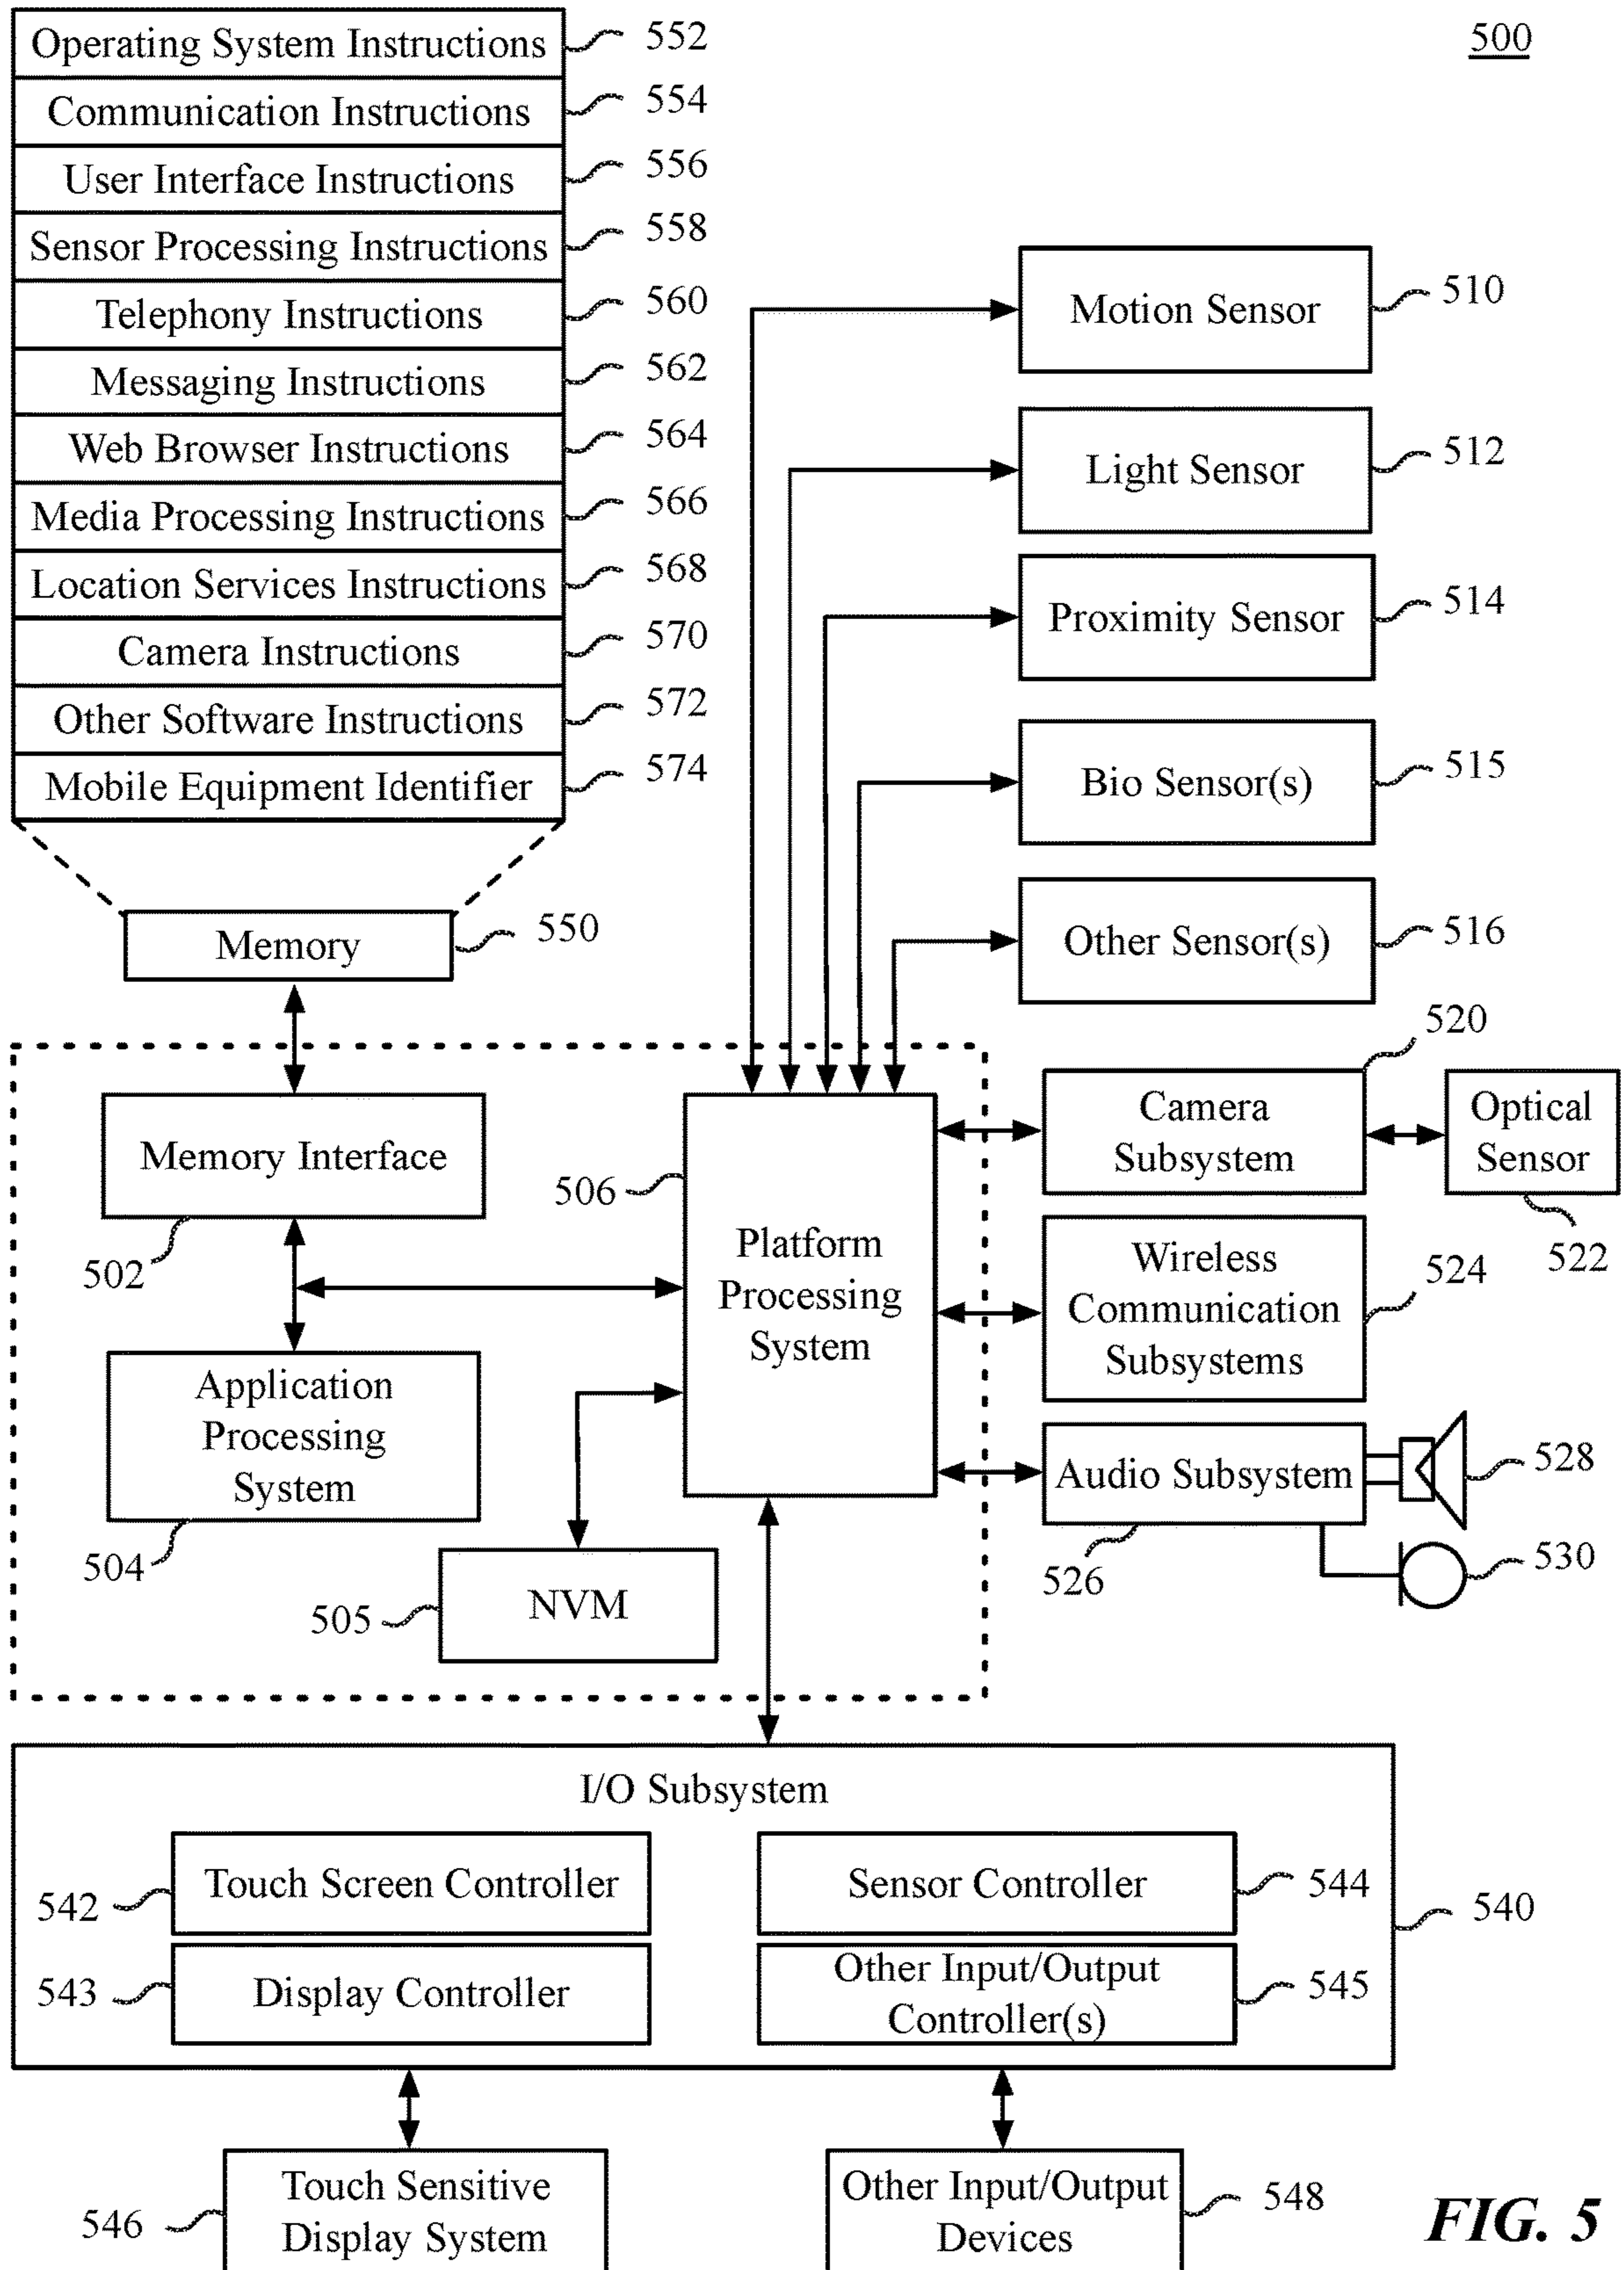 500
Operating System Instructions
552
Communication Instructions
554
User Interface Instructions
556
Sensor Processing Instructions
558
Telephony Instructions
560
Messaging Instructions
562
Web Browser Instructions
564
Media Processing Instructions
566
Location Services Instructions
568
Camera Instructions
570
Other Software Instructions
572
Mobile Equipment Identifier
574
Memory
550
Motion Sensor
510
Light Sensor
512
Proximity Sensor
514
Bio Sensor(s)
515
Other Sensor(s)
516
Memory Interface
502
Application
Processing
System
504
NVM
505
506
Platform
Processing
System
520
Camera
Subsystem
Optical
Sensor
522
Wireless
Communication
Subsystems
524
Audio Subsystem
526
528
530
I/O Subsystem
540
Touch Screen Controller
542
Sensor Controller
544
Display Controller
543
Other Input/Output
Controller(s)
545
Touch Sensitive
Display System
546
Other Input/Output
Devices
548
FIG. 5